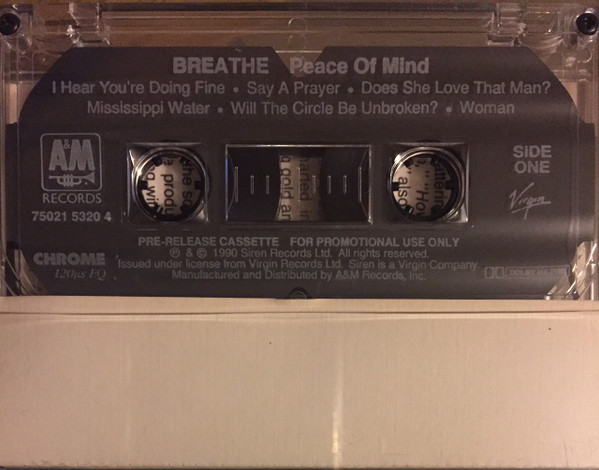 BREATHE Peace Of Mind
I Hear You're Doing Fine • Say A Prayer • Does She Love That Man?
Mississippi Water • Will The Circle Be Unbroken? • Woman
A&M
RECORDS
75021 5320 4
SIDE
ONE
Virgin
PRE-RELEASE CASSETTE FOR PROMOTIONAL USE ONLY
℗ & © 1990 Siren Records Ltd. All rights reserved.
Issued under license from Virgin Records Ltd. Siren is a Virgin Company
Manufactured and Distributed by A&M Records, Inc.
CHROME
120µs EQ